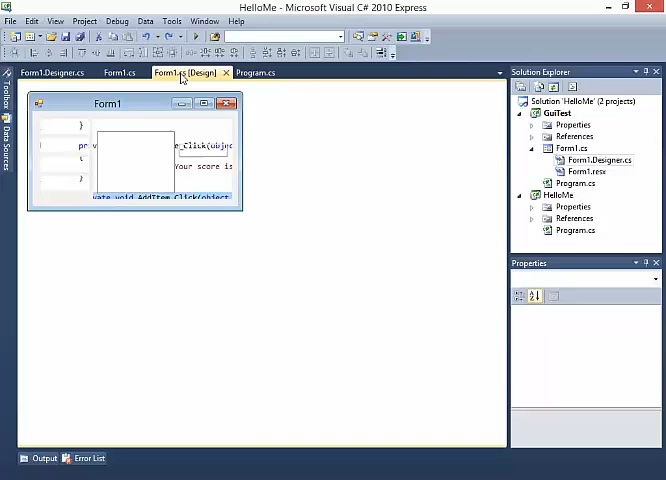 HelloMe - Microsoft Visual C# 2010 Express
File Edit View Project Debug Data Tools Window Help
Form1.Designer.cs Form1.cs Form1.cs [Design] Program.cs
Toolbox
Data Sources
Form1
}
pri
e_Click(objec
{
Your score is
}
vate void AddItem_Click(object
Solution Explorer
Solution 'HelloMe' (2 projects)
GuiTest
Properties
References
Form1.cs
Form1.Designer.cs
Form1.resx
Program.cs
HelloMe
Properties
References
Program.cs
Properties
Output Error List